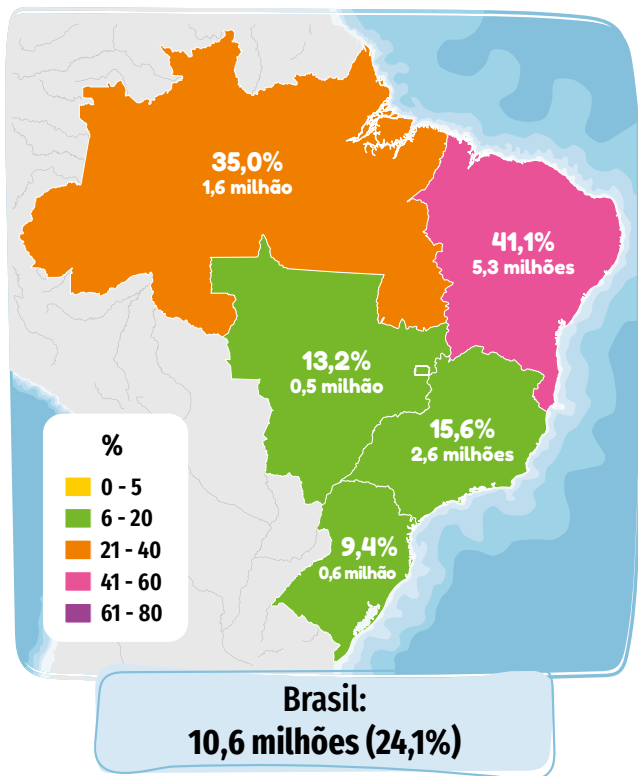 35,0%
1,6 milhão
41,1%
5,3 milhões
13,2%
0,5 milhão
15,6%
2,6 milhões
9,4%
0,6 milhão
%
0 - 5
6 - 20
21 - 40
41 - 60
61 - 80
Brasil:
10,6 milhões (24,1%)